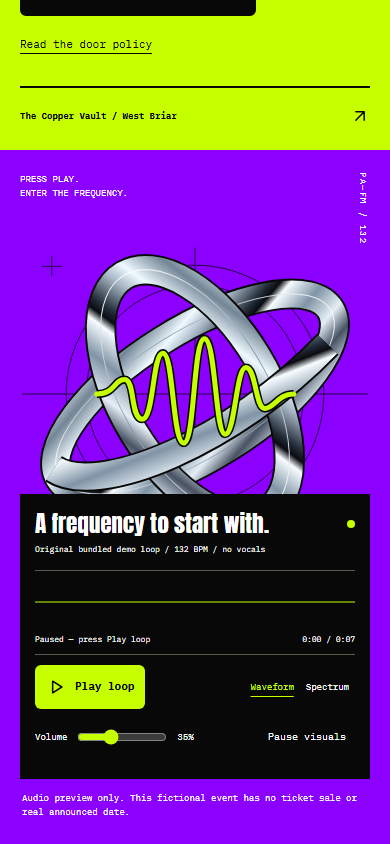 Read the door policy
The Copper Vault / West Briar
PRESS PLAY.
ENTER THE FREQUENCY.
PA—FM / 132
A frequency to start with.
Original bundled demo loop / 132 BPM / no vocals
Paused — press Play loop
0:00 / 0:07
Play loop
Waveform
Spectrum
Volume
35%
Pause visuals
Audio preview only. This fictional event has no ticket sale or
real announced date.